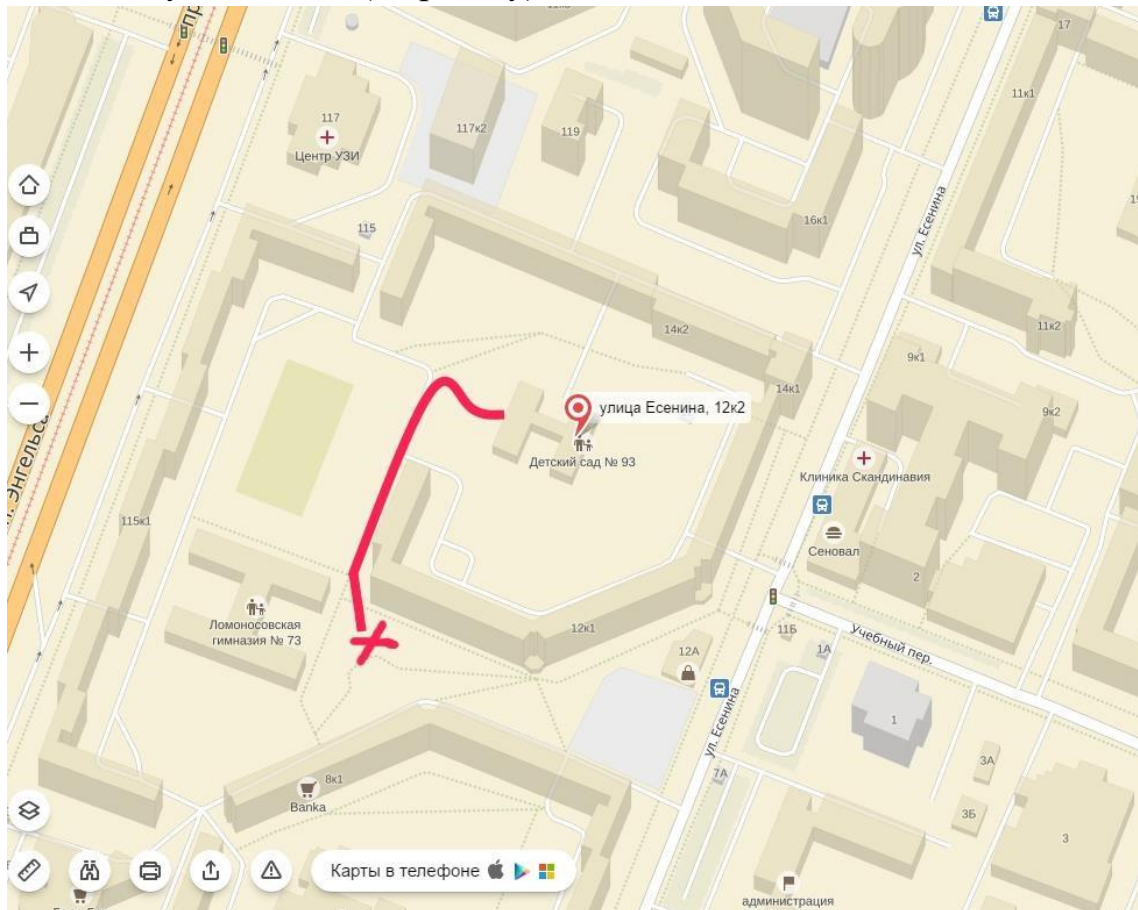 17
11к1
117
Центр УЗИ
117к2
119
ул. Есенина
16к1
115
14к2
11к2
9к1
14к1
9к2
улица Есенина, 12к2
Детский сад № 93
Клиника Скандинавия
Энгельса
Сеновал
115к1
2
Ломоносовская
гимназия № 73
12к1
11Б
Учебный пер.
12А
1А
ул. Есенина
1
7А
3А
8к1
Banka
3Б
3
Карты в телефоне
администрация